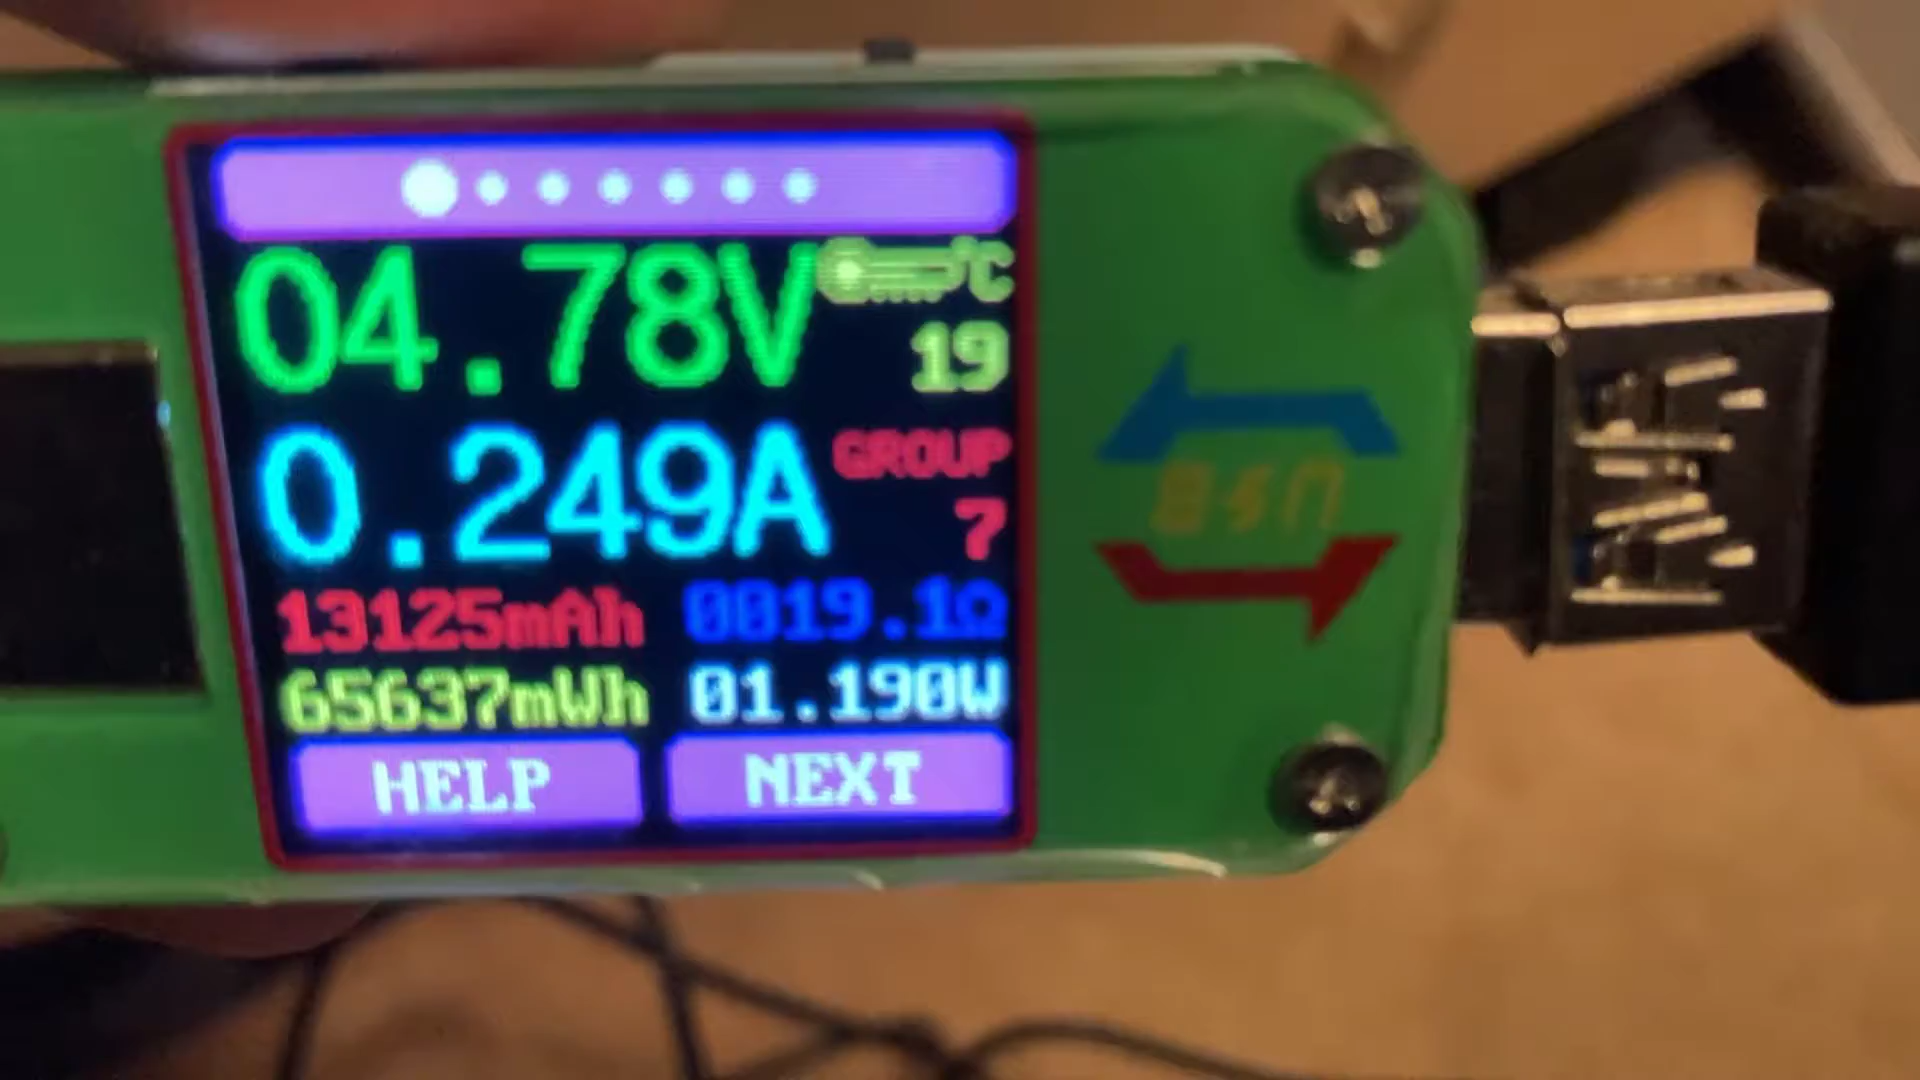 04.78V
°C
19
0.249A
GROUP
7
13125mAh
0019.1Ω
65637mWh
01.190W
HELP
NEXT